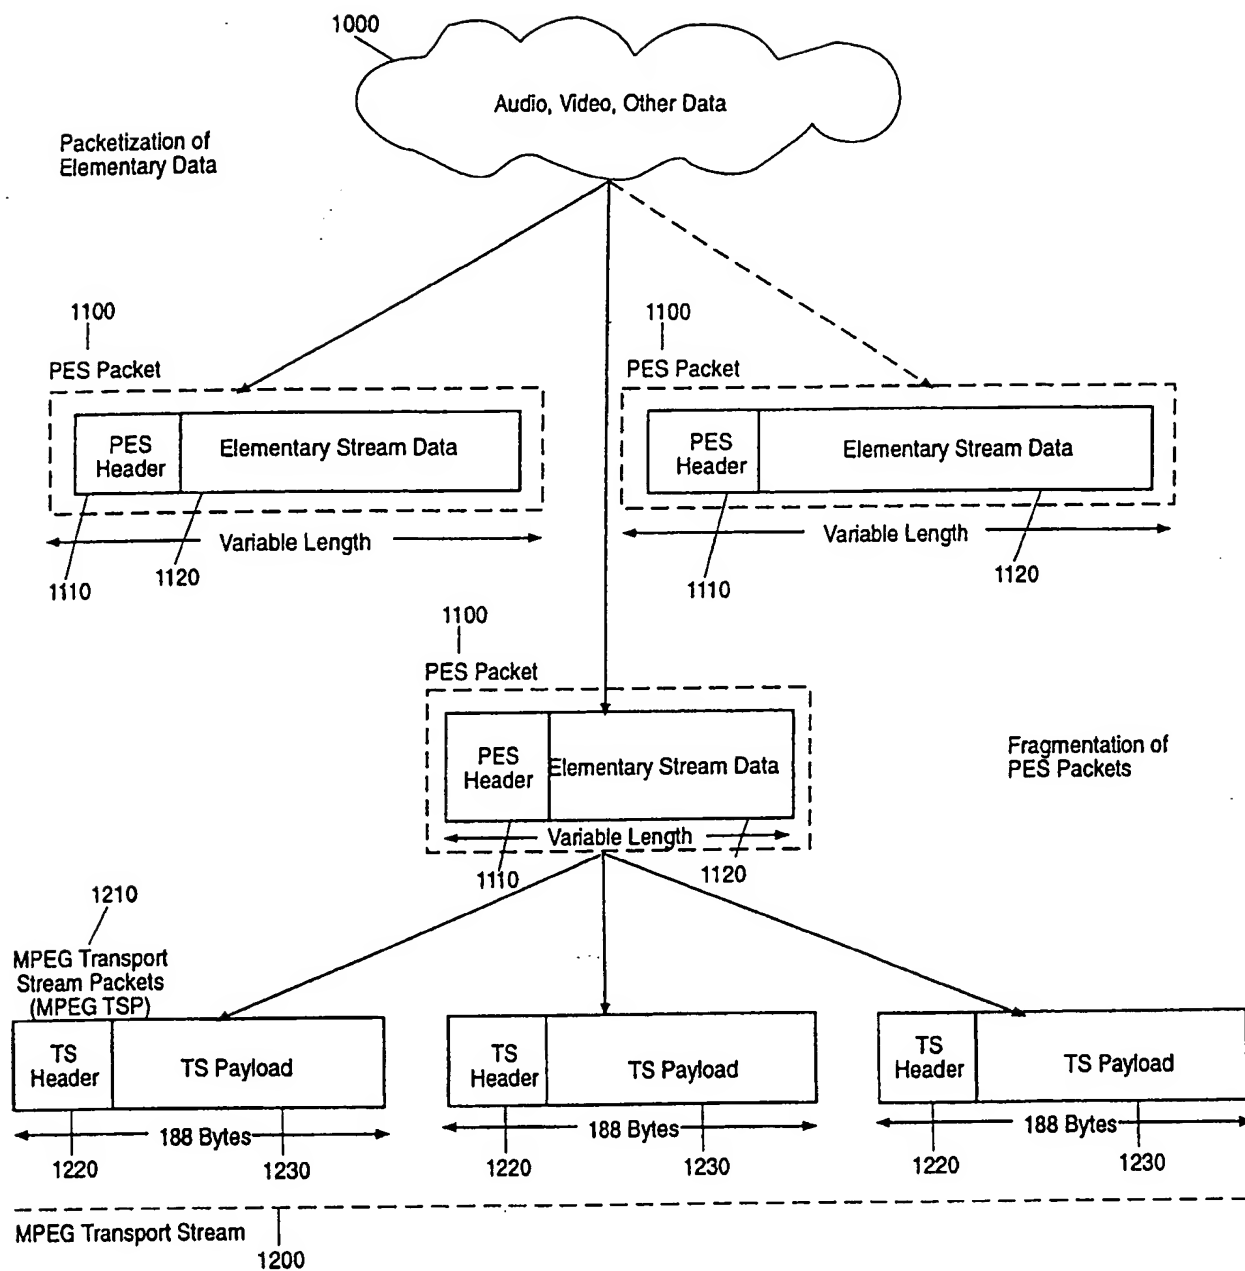 1000
Audio, Video, Other Data
Packetization of
Elementary Data
1100
PES Packet
PES
Header
Elementary Stream Data
Variable Length
1110
1120
1100
PES Packet
PES
Header
Elementary Stream Data
Variable Length
1110
1120
1100
PES Packet
PES
Header
Elementary Stream Data
Variable Length
1110
1120
Fragmentation of
PES Packets
1210
MPEG Transport
Stream Packets
(MPEG TSP)
TS
Header
TS Payload
188 Bytes
1220
1230
TS
Header
TS Payload
188 Bytes
1220
1230
TS
Header
TS Payload
188 Bytes
1220
1230
MPEG Transport Stream
1200